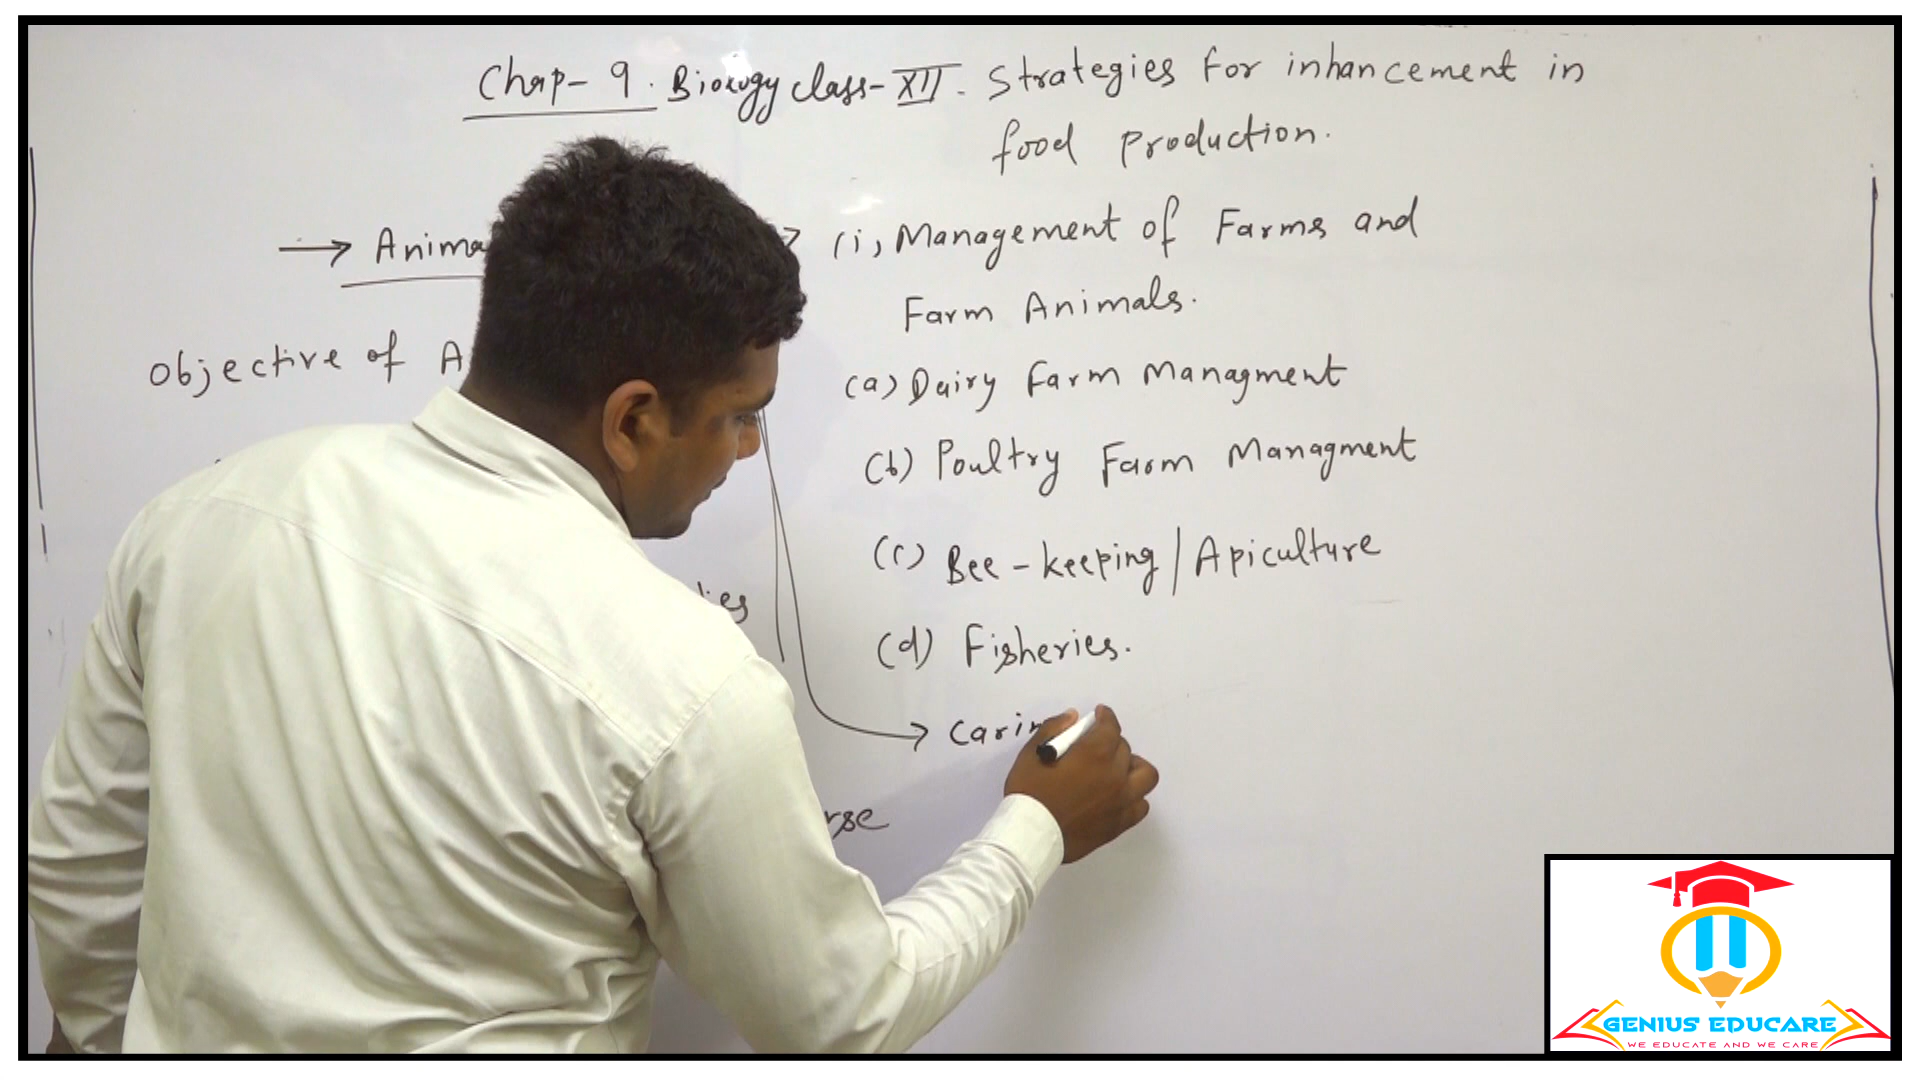 Chap- 9. Biology class- XII. Strategies for inhancement in
food production.
→ Anima
(i) Management of Farms and
Farm Animals.
Objective of A
(a) Dairy Farm Managment
(b) Poultry Farm Managment
(c) Bee-keeping/Apiculture
(d) Fisheries.
→ Carin
GENIUS EDUCARE
WE EDUCATE AND WE CARE